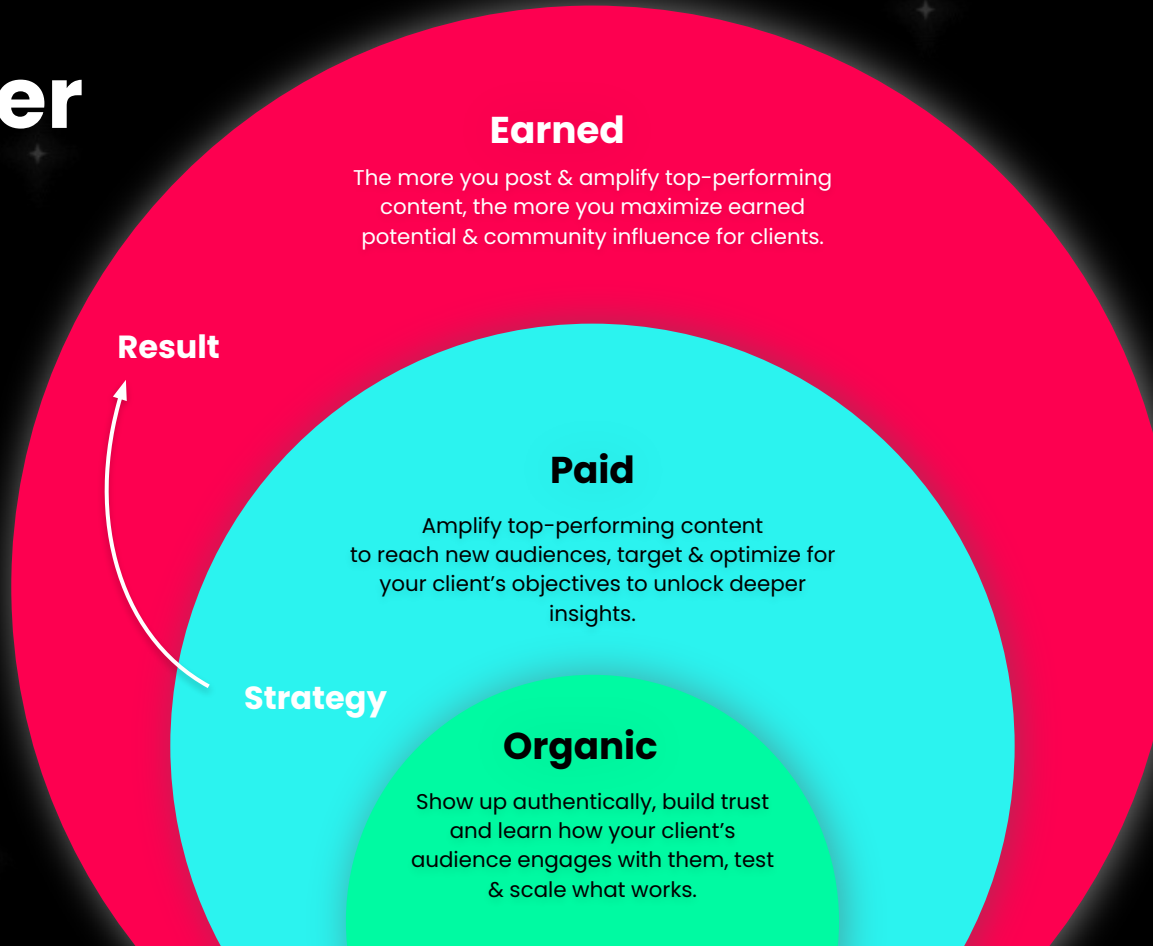 er
Earned
The more you post & amplify top-performing
content, the more you maximize earned
potential & community influence for clients.
Result
Paid
Amplify top-performing content
to reach new audiences, target & optimize for
your client’s objectives to unlock deeper
insights.
Strategy
Organic
Show up authentically, build trust
and learn how your client’s
audience engages with them, test
& scale what works.